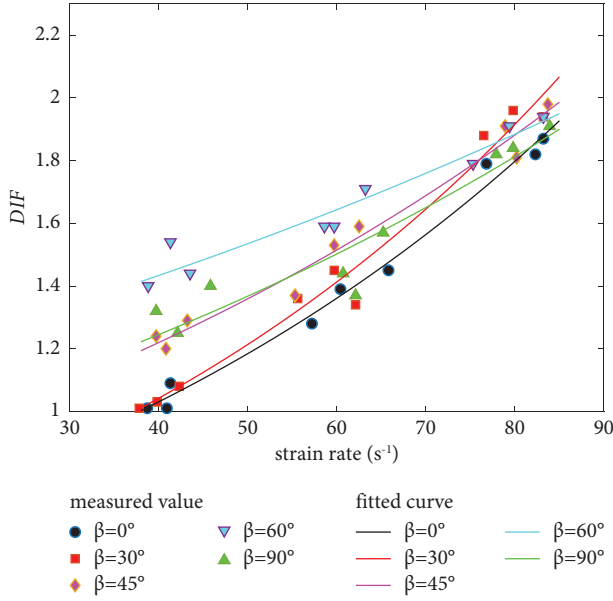 2.2
2
1.8
1.6
1.4
1.2
1
DIF
30 40 50 60 70 80 90
strain rate (s⁻¹)
measured value
β=0°
β=30°
β=45°
β=60°
β=90°
fitted curve
β=0°
β=30°
β=45°
β=60°
β=90°